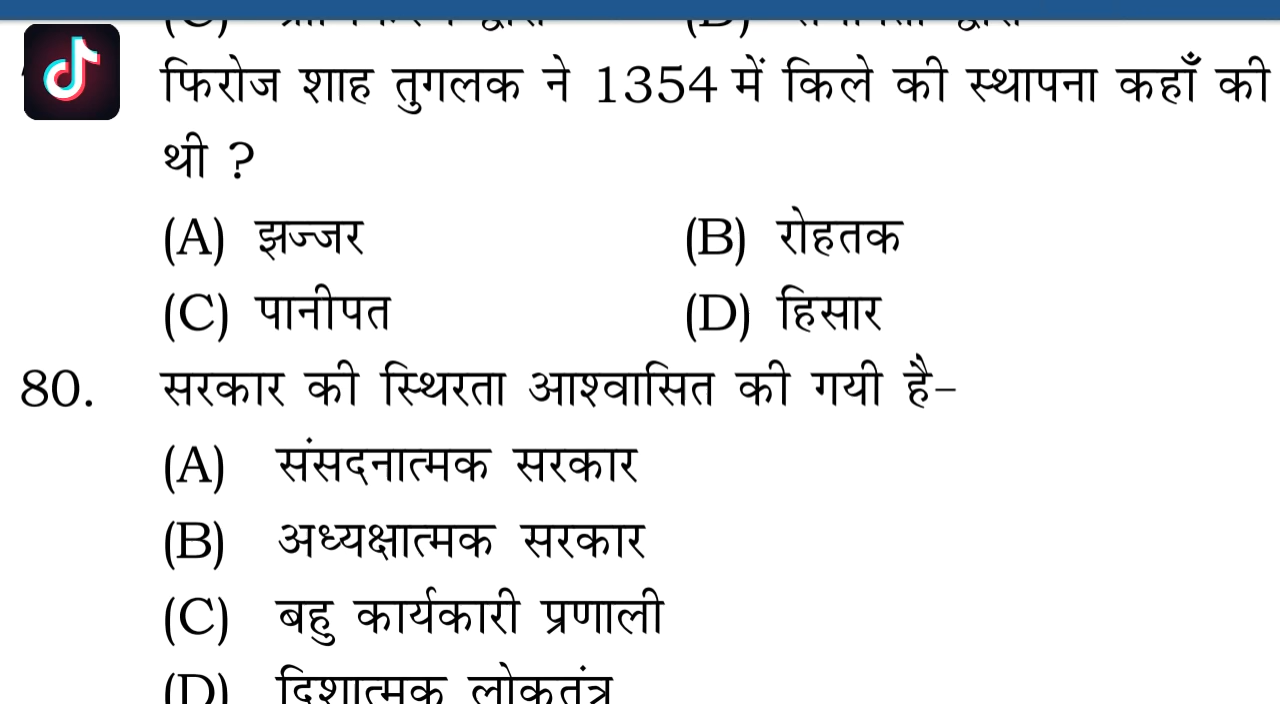 फिरोज शाह तुगलक ने 1354 में किले की स्थापना कहाँ की
थी ?
(A) झज्जर (B) रोहतक
(C) पानीपत (D) हिसार
80. सरकार की स्थिरता आश्वासित की गयी है–
(A) संसदनात्मक सरकार
(B) अध्यक्षात्मक सरकार
(C) बहु कार्यकारी प्रणाली
(D) दिशात्मक लोकतंत्र